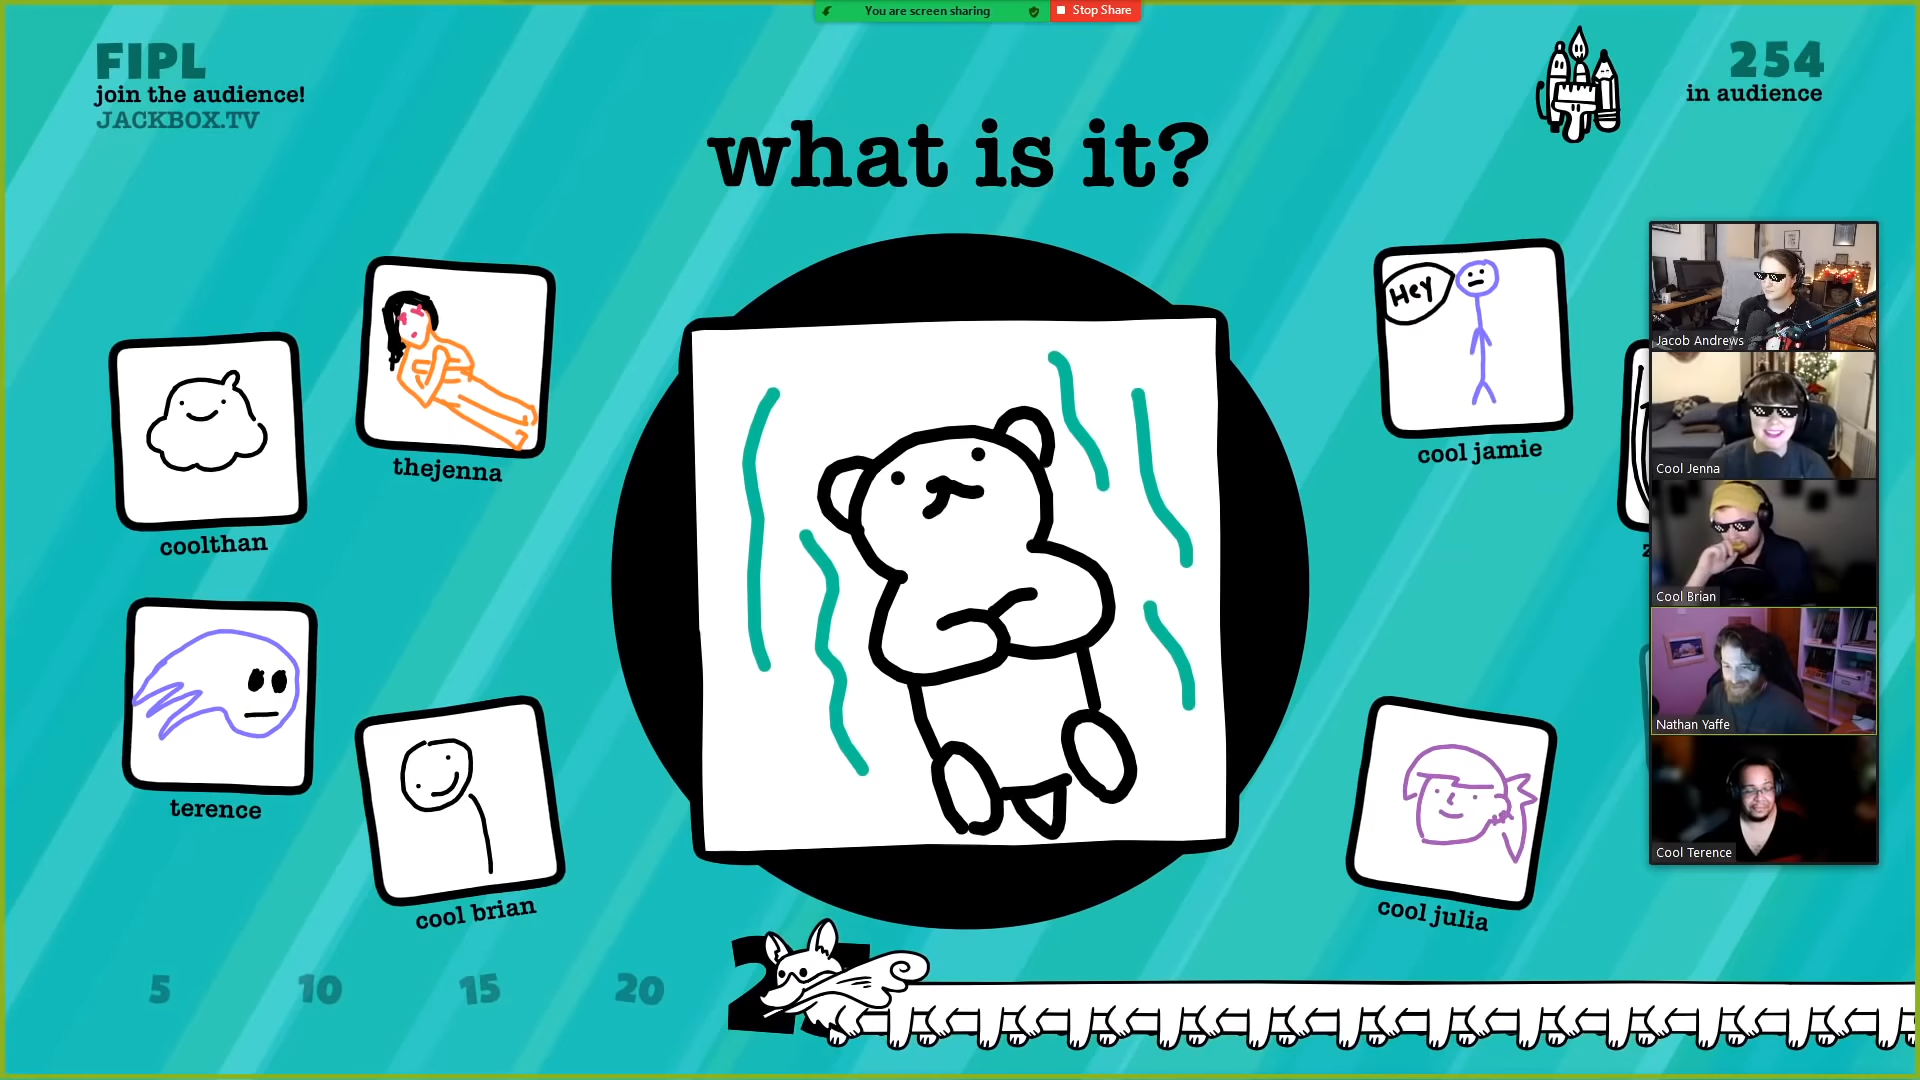 You are screen sharing
Stop Share
FIPL
join the audience!
JACKBOX.TV
254
in audience
what is it?
Hey
thejenna
cool jamie
coolthan
terence
cool brian
cool julia
Jacob Andrews
Cool Jenna
Cool Brian
Nathan Yaffe
Cool Terence
5 10 15 20